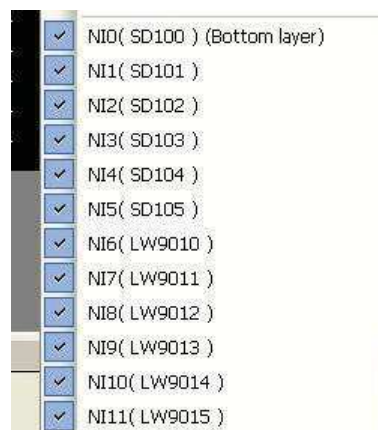 NI0( SD100 ) (Bottom layer)
NI1( SD101 )
NI2( SD102 )
NI3( SD103 )
NI4( SD104 )
NI5( SD105 )
NI6( LW9010 )
NI7( LW9011 )
NI8( LW9012 )
NI9( LW9013 )
NI10( LW9014 )
NI11( LW9015 )